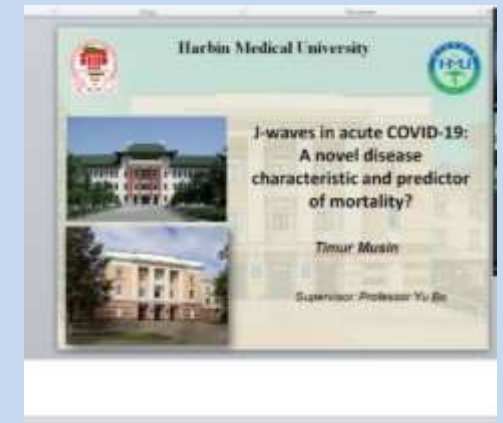 Harbin Medical University
HMU
J-waves in acute COVID-19:
A novel disease
characteristic and predictor
of mortality?
Timur Musin
Supervisor: Professor Yu Bo